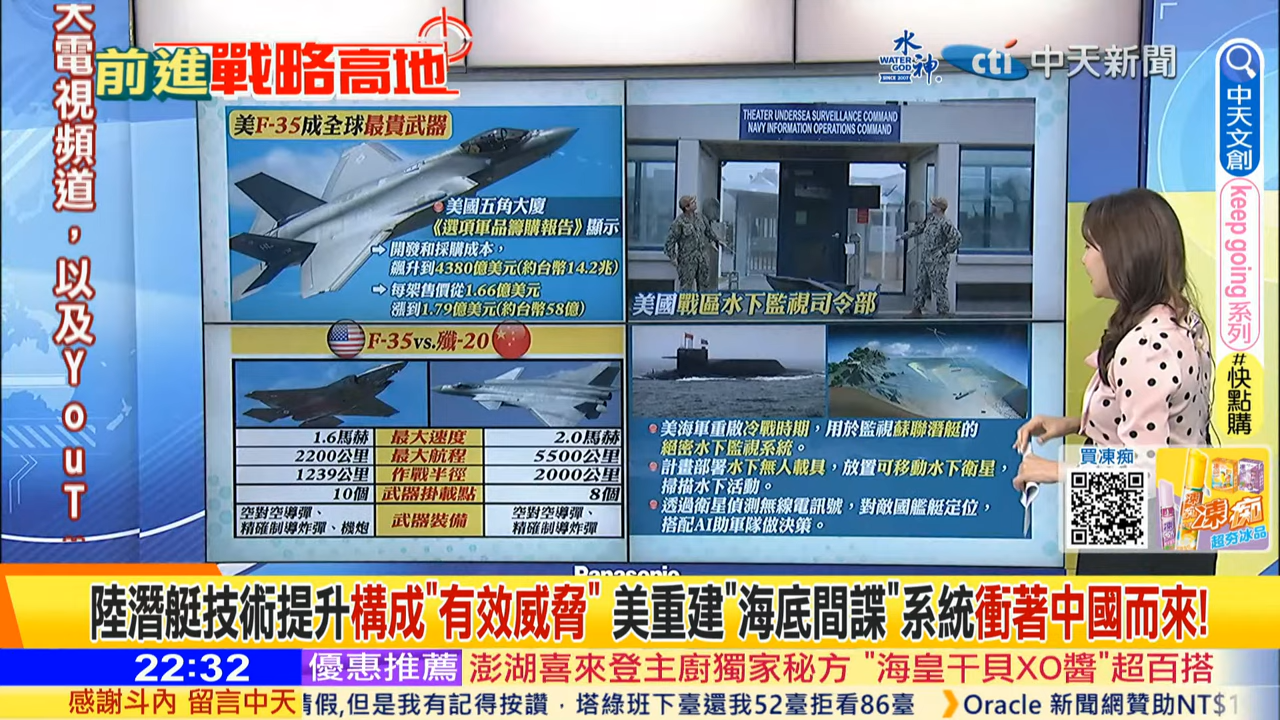 大電視頻道，以及YouT
前進戰略高地
水神
WATER GOD
SINCE 2007
cti 中天新聞
中天文創
keep going系列
#快點購
美F-35成全球最貴武器
美國五角大廈
《選項軍品籌購報告》顯示
開發和採購成本，
飆升到4380億美元(約台幣14.2兆)
每架售價從1.66億美元
漲到1.79億美元(約台幣58億)
THEATER UNDERSEA SURVEILLANCE COMMAND
NAVY INFORMATION OPERATIONS COMMAND
美國戰區水下監視司令部
F-35vs.殲-20
1.6馬赫 最大速度 2.0馬赫
2200公里 最大航程 5500公里
1239公里 作戰半徑 2000公里
10個 武器掛載點 8個
空對空導彈、
精確制導炸彈、機炮
武器裝備
空對空導彈、
精確制導炸彈
美海軍重啟冷戰時期，用於監視蘇聯潛艇的
絕密水下監視系統。
計畫部署水下無人載具，放置可移動水下衛星，
掃描水下活動。
透過衛星偵測無線電訊號，對敵國艦艇定位，
搭配AI助軍隊做決策。
買凍痴
凍痴
超夯冰品
Panasonic
陸潛艇技術提升構成"有效威脅" 美重建"海底間諜"系統衝著中國而來!
22:32 優惠推薦 澎湖喜來登主廚獨家秘方 "海皇干貝XO醬"超百搭
感謝斗內 留言中天 情假,但是我有記得按讚，塔綠班下臺還我52臺拒看86臺 Oracle 新聞網贊助NT$1